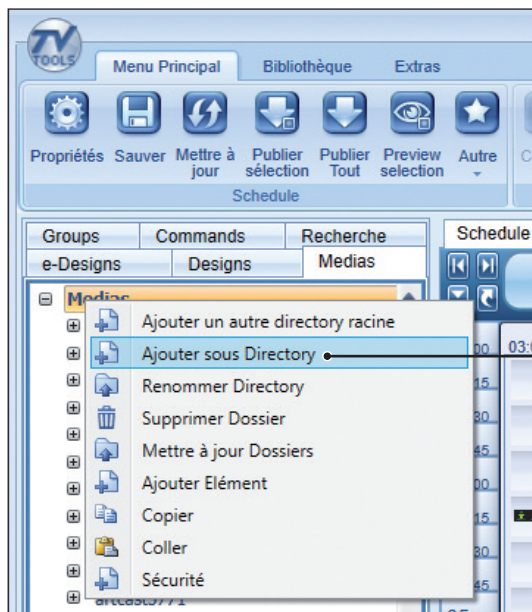 TV TOOLS
Menu Principal Bibliothèque Extras
Propriétés Sauver Mettre à jour Publier sélection Publier Tout Preview selection Autre
Schedule
Groups Commands Recherche Schedule
e-Designs Designs Medias
Medias
Ajouter un autre directory racine
Ajouter sous Directory
Renommer Directory
Supprimer Dossier
Mettre à jour Dossiers
Ajouter Elément
Copier
Coller
Sécurité
artcast5771